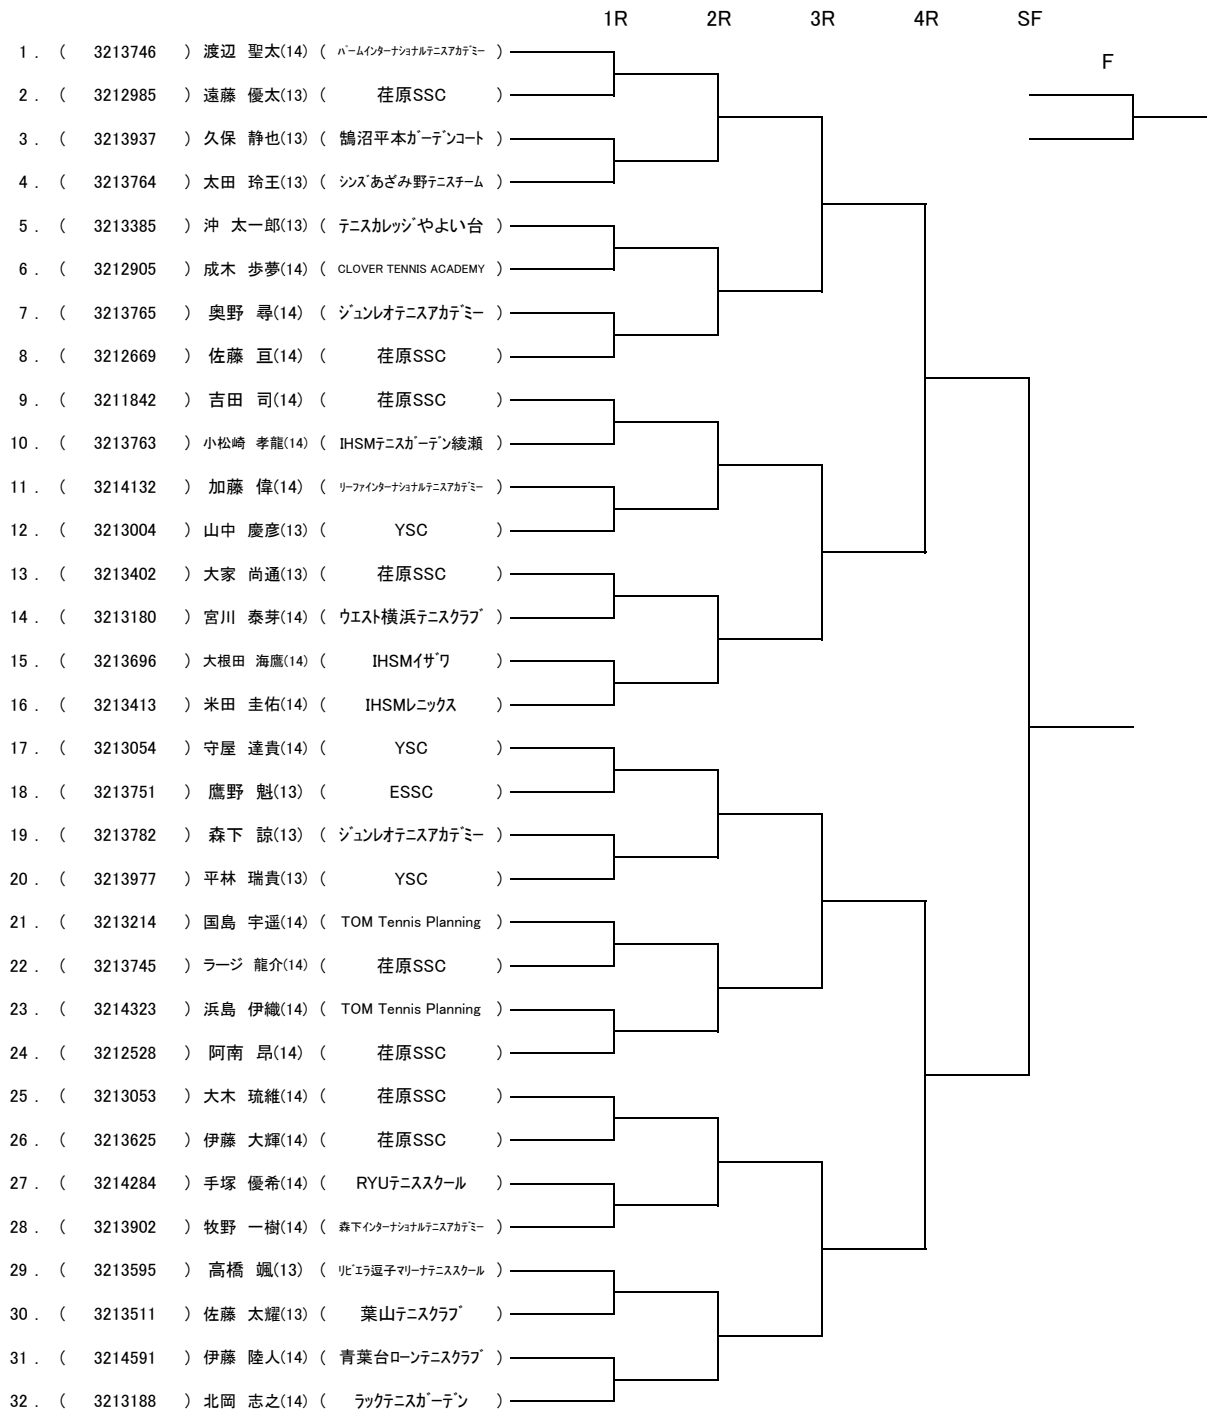 1R 2R 3R 4R SF
F
1 . ( 3213746 ) 渡辺 聖太(14) ( パームインターナショナルテニスアカデミー )
2 . ( 3212985 ) 遠藤 優太(13) ( 荏原SSC )
3 . ( 3213937 ) 久保 静也(13) ( 鵠沼平本ガーデンコート )
4 . ( 3213764 ) 太田 玲王(13) ( シンズあざみ野テニスチーム )
5 . ( 3213385 ) 沖 太一郎(13) ( テニスカレッジやよい台 )
6 . ( 3212905 ) 成木 歩夢(14) ( CLOVER TENNIS ACADEMY )
7 . ( 3213765 ) 奥野 尋(14) ( ジュンレオテニスアカデミー )
8 . ( 3212669 ) 佐藤 亘(14) ( 荏原SSC )
9 . ( 3211842 ) 吉田 司(14) ( 荏原SSC )
10 . ( 3213763 ) 小松崎 孝龍(14) ( IHSMテニスガーデン綾瀬 )
11 . ( 3214132 ) 加藤 偉(14) ( リーファインターナショナルテニスアカデミー )
12 . ( 3213004 ) 山中 慶彦(13) ( YSC )
13 . ( 3213402 ) 大家 尚通(13) ( 荏原SSC )
14 . ( 3213180 ) 宮川 泰芽(14) ( ウエスト横浜テニスクラブ )
15 . ( 3213696 ) 大根田 海鷹(14) ( IHSMイザワ )
16 . ( 3213413 ) 米田 圭佑(14) ( IHSMレニックス )
17 . ( 3213054 ) 守屋 達貴(14) ( YSC )
18 . ( 3213751 ) 鷹野 魁(13) ( ESSC )
19 . ( 3213782 ) 森下 諒(13) ( ジュンレオテニスアカデミー )
20 . ( 3213977 ) 平林 瑞貴(13) ( YSC )
21 . ( 3213214 ) 国島 宇遥(14) ( TOM Tennis Planning )
22 . ( 3213745 ) ラージ 龍介(14) ( 荏原SSC )
23 . ( 3214323 ) 浜島 伊織(14) ( TOM Tennis Planning )
24 . ( 3212528 ) 阿南 昂(14) ( 荏原SSC )
25 . ( 3213053 ) 大木 琉維(14) ( 荏原SSC )
26 . ( 3213625 ) 伊藤 大輝(14) ( 荏原SSC )
27 . ( 3214284 ) 手塚 優希(14) ( RYUテニススクール )
28 . ( 3213902 ) 牧野 一樹(14) ( 森下インターナショナルテニスアカデミー )
29 . ( 3213595 ) 高橋 颯(13) ( リビエラ逗子マリーナテニススクール )
30 . ( 3213511 ) 佐藤 太耀(13) ( 葉山テニスクラブ )
31 . ( 3214591 ) 伊藤 陸人(14) ( 青葉台ローンテニスクラブ )
32 . ( 3213188 ) 北岡 志之(14) ( ラックテニスガーデン )